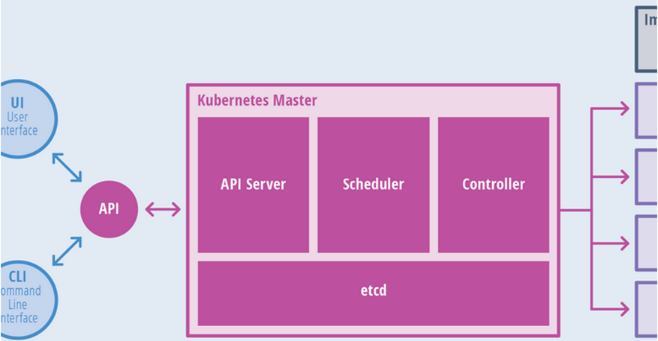 Im
Kubernetes Master
UI
User
nterface
API Server
Scheduler
Controller
API
CLI
ommand
Line
nterface
etcd